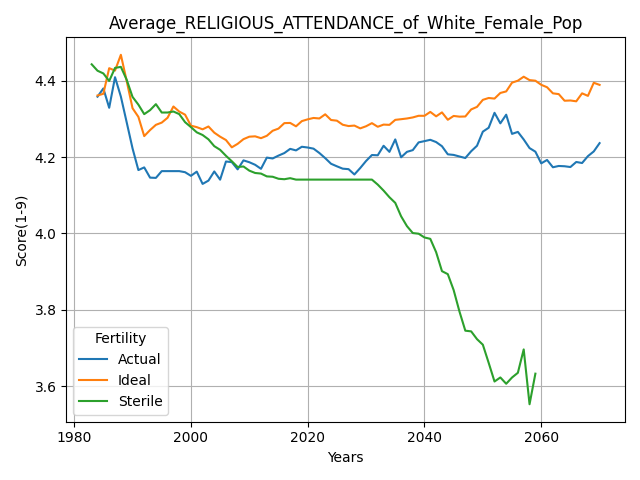 Average_RELIGIOUS_ATTENDANCE_of_White_Female_Pop
Score(1-9)
4.4
4.2
4.0
3.8
3.6
Fertility
Actual
Ideal
Sterile
1980
2000
2020
2040
2060
Years